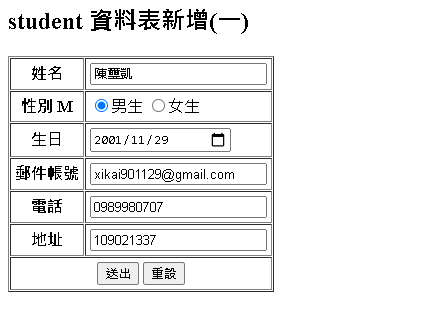 student 資料表新增(一)
姓名 陳璽凱
性別 M 男生 女生
生日 2001/11/29
郵件帳號 xikai901129@gmail.com
電話 0989980707
地址 109021337
送出 重設